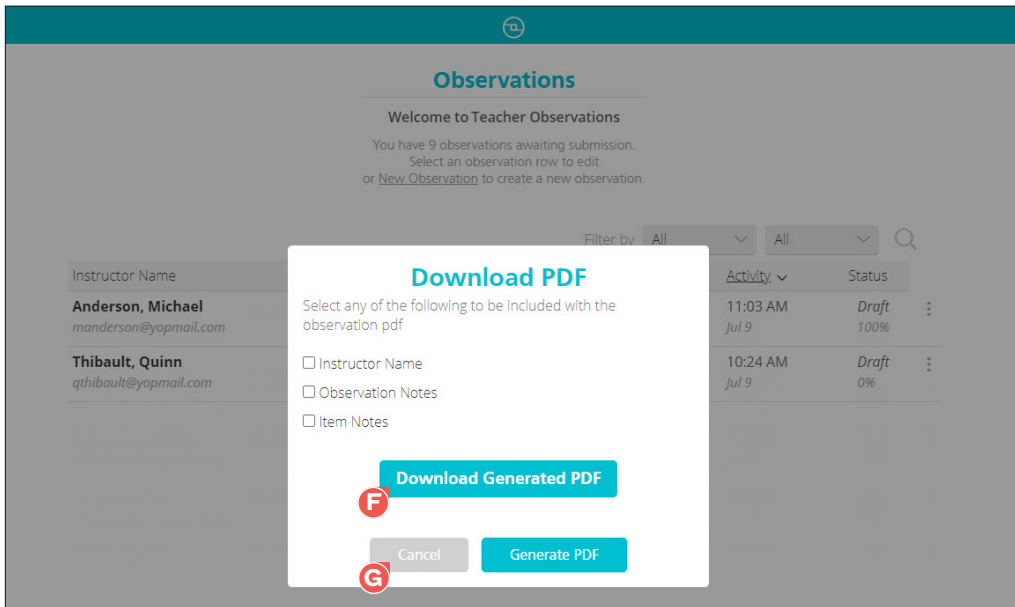 Observations
Welcome to Teacher Observations
You have 9 observations awaiting submission.
Select an observation row to edit
or New Observation to create a new observation.
Filter by All All
Instructor Name Activity Status
Anderson, Michael 11:03 AM Draft
manderson@yopmail.com Jul 9 100%
Thibault, Quinn 10:24 AM Draft
qthibault@yopmail.com Jul 9 0%
Download PDF
Select any of the following to be included with the
observation pdf
Instructor Name
Observation Notes
Item Notes
Download Generated PDF
F
Cancel Generate PDF
G